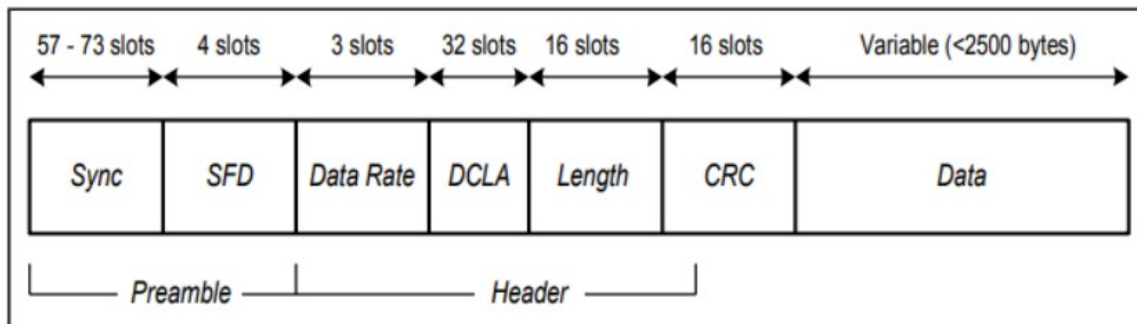 57 - 73 slots 4 slots 3 slots 32 slots 16 slots 16 slots Variable (<2500 bytes)
Sync SFD Data Rate DCLA Length CRC Data
Preamble Header